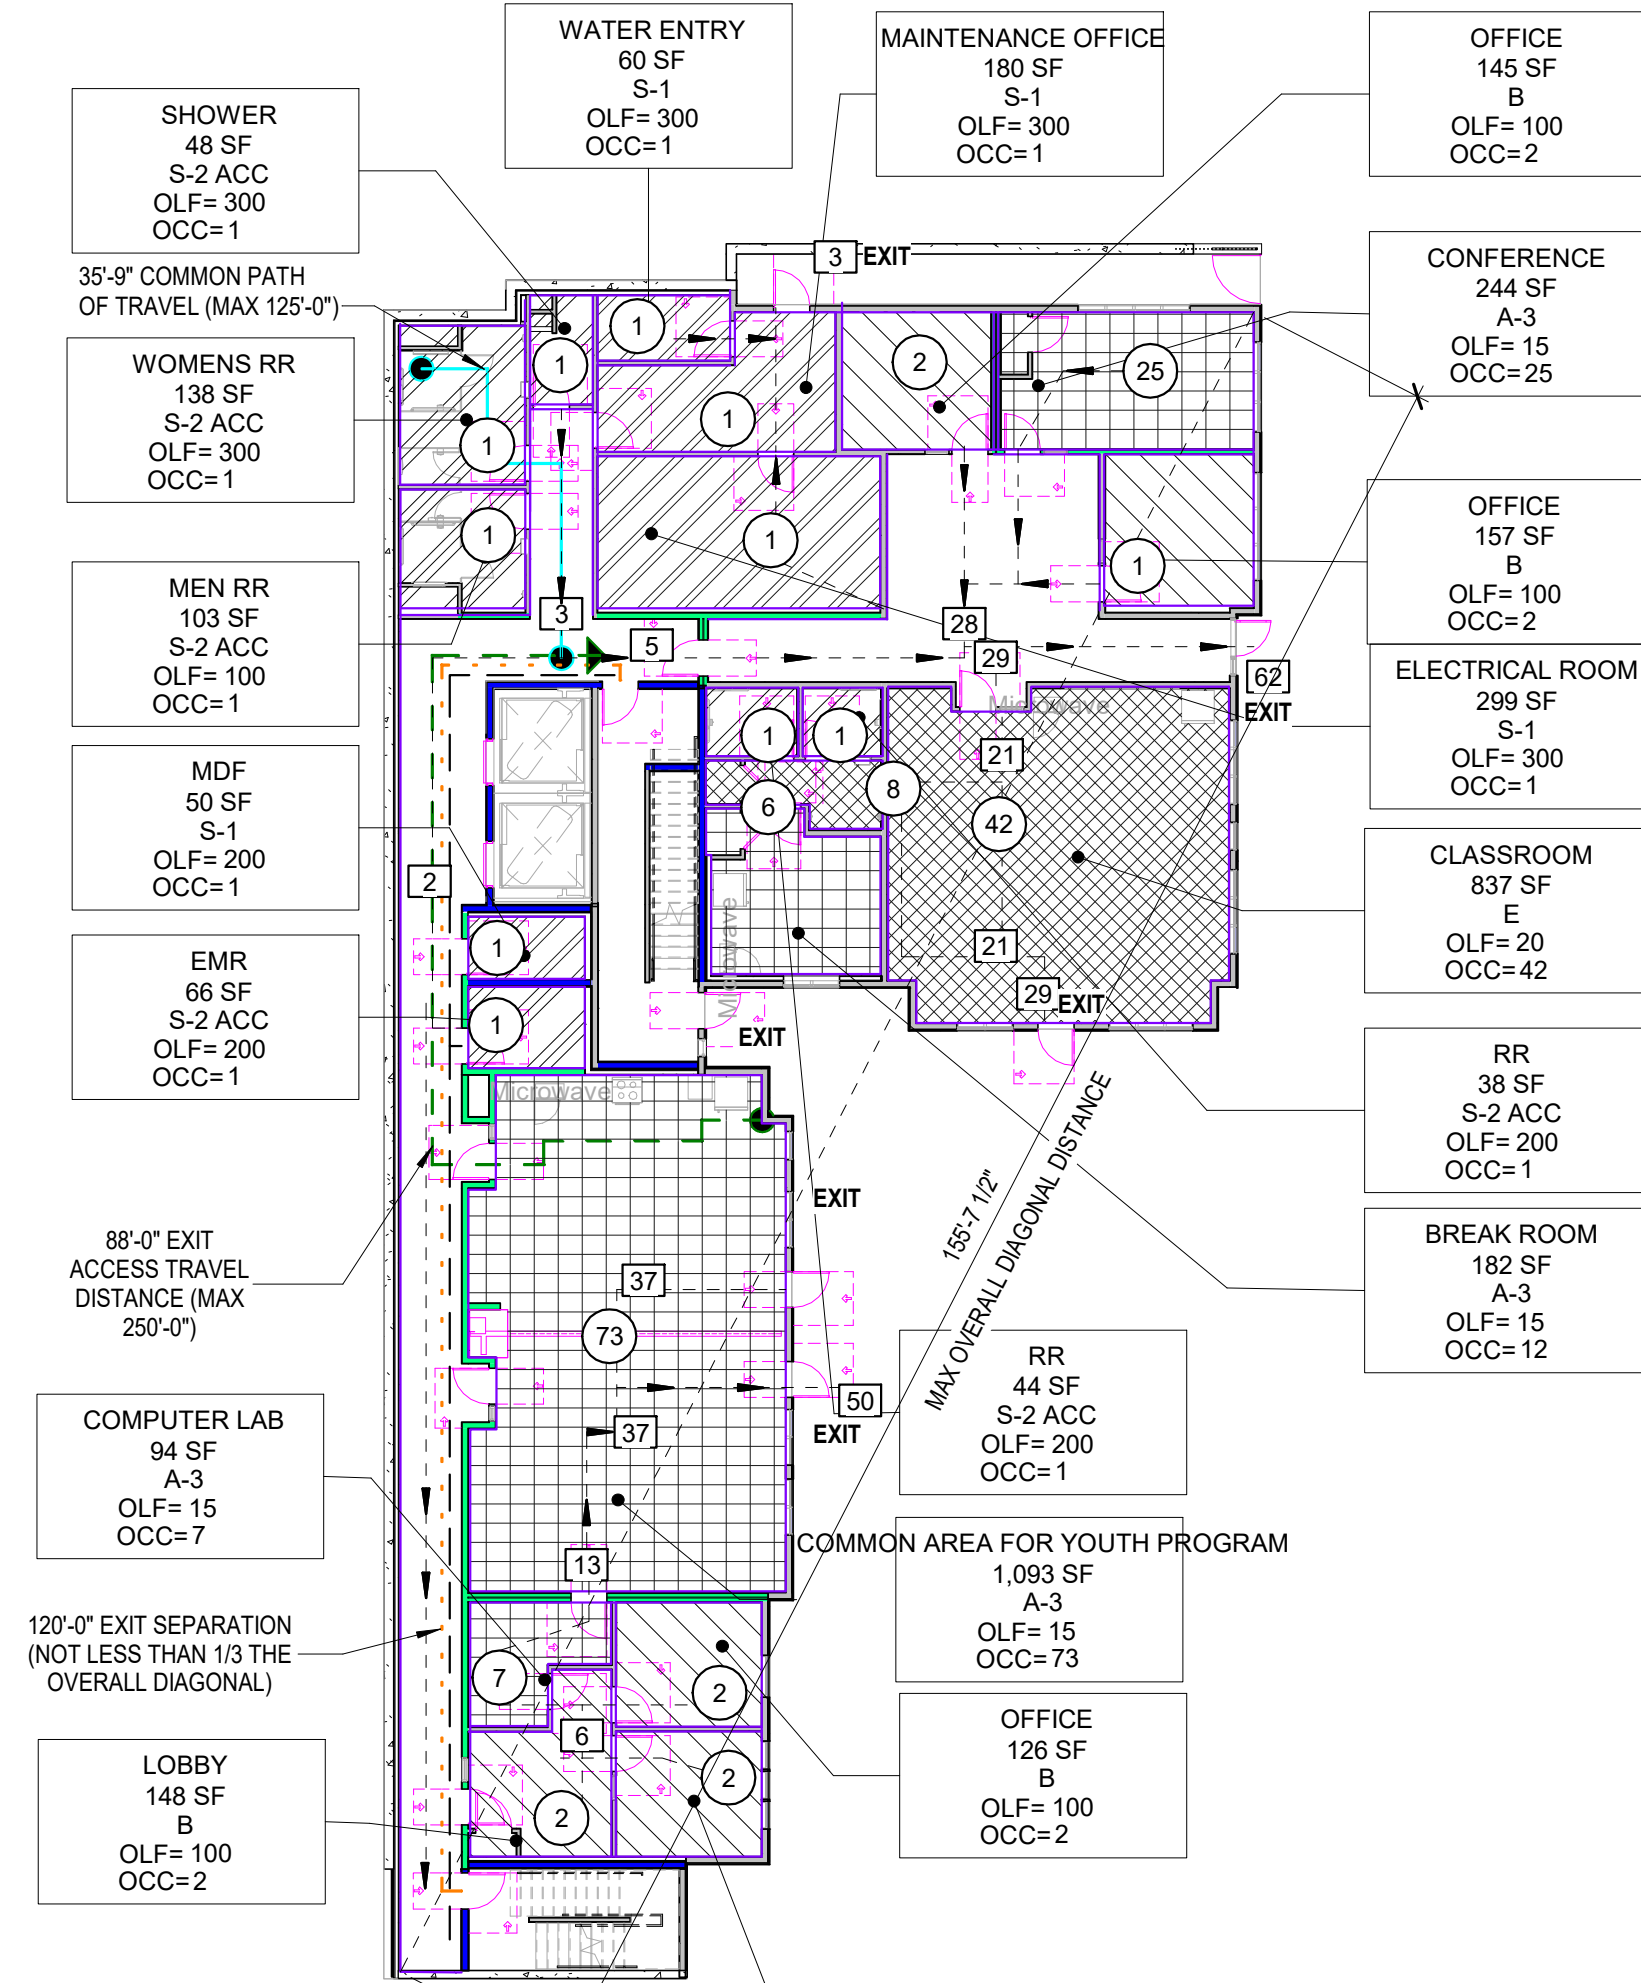 WATER ENTRY
60 SF
S-1
OLF= 300
OCC= 1
MAINTENANCE OFFICE
180 SF
S-1
OLF= 300
OCC= 1
OFFICE
145 SF
B
OLF= 100
OCC= 2
SHOWER
48 SF
S-2 ACC
OLF= 300
OCC= 1
35'-9" COMMON PATH
OF TRAVEL (MAX 125'-0")
CONFERENCE
244 SF
A-3
OLF= 15
OCC= 25
WOMENS RR
138 SF
S-2 ACC
OLF= 300
OCC= 1
OFFICE
157 SF
B
OLF= 100
OCC= 2
MEN RR
103 SF
S-2 ACC
OLF= 100
OCC= 1
ELECTRICAL ROOM
299 SF
S-1
OLF= 300
OCC= 1
MDF
50 SF
S-1
OLF= 200
OCC= 1
CLASSROOM
837 SF
E
OLF= 20
OCC= 42
EMR
66 SF
S-2 ACC
OLF= 200
OCC= 1
RR
38 SF
S-2 ACC
OLF= 200
OCC= 1
BREAK ROOM
182 SF
A-3
OLF= 15
OCC= 12
88'-0" EXIT
ACCESS TRAVEL
DISTANCE (MAX
250'-0")
RR
44 SF
S-2 ACC
OLF= 200
OCC= 1
COMPUTER LAB
94 SF
A-3
OLF= 15
OCC= 7
COMMON AREA FOR YOUTH PROGRAM
1,093 SF
A-3
OLF= 15
OCC= 73
120'-0" EXIT SEPARATION
(NOT LESS THAN 1/3 THE
OVERALL DIAGONAL)
OFFICE
126 SF
B
OLF= 100
OCC= 2
LOBBY
148 SF
B
OLF= 100
OCC= 2
155'-7 1/2"
MAX OVERALL DIAGONAL DISTANCE
3 EXIT
1
1
2
25
1
1
1
1
1
3
5
28
29
62
EXIT
Microwave
1
1
21
6
8
42
2
21
1
Microwave
29 EXIT
1
EXIT
Microwave
EXIT
37
73
50
37
EXIT
13
7
2
6
2
2